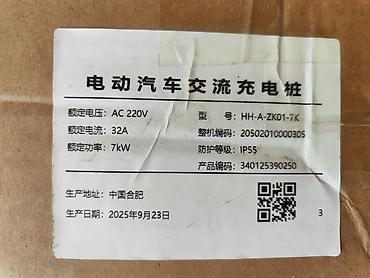 电动汽车交流充电桩
额定电压: AC 220V 型 号: HH-A-ZK01-7K
额定电流: 32A 整机编码: 20502010000305
额定功率: 7kW 防护等级: IP55
产品编码: 340125390250
生产地址: 中国合肥
生产日期: 2025年9月23日 3